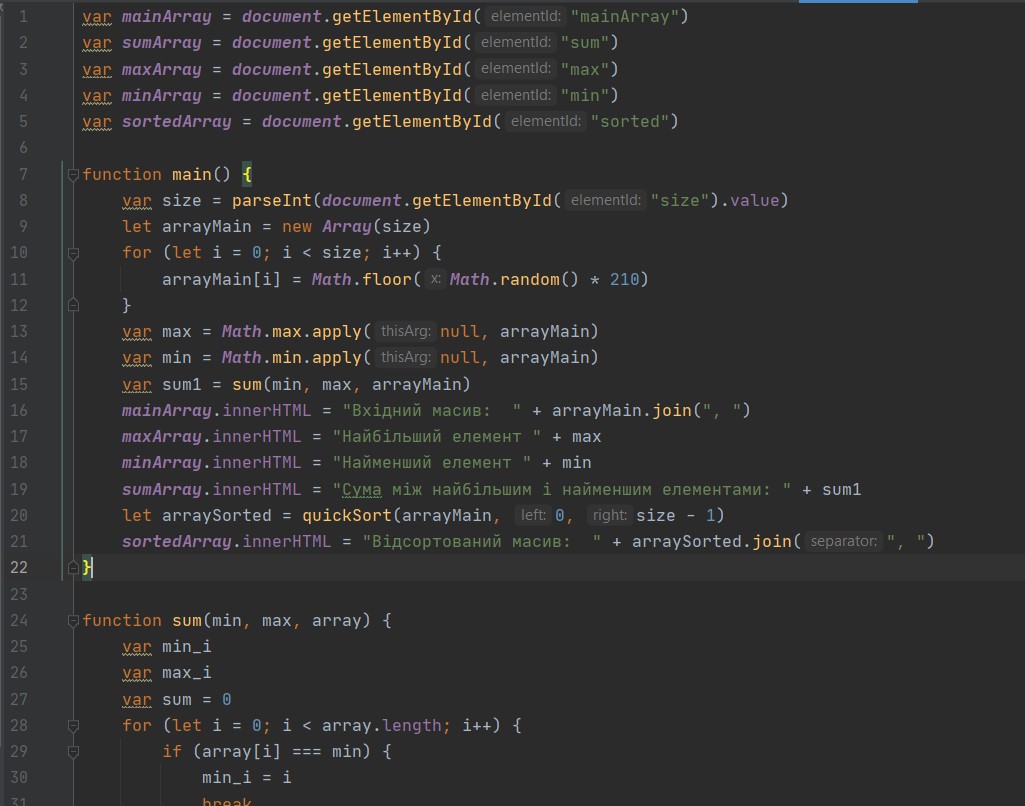 1 var mainArray = document.getElementById( elementId: "mainArray")
2 var sumArray = document.getElementById( elementId: "sum")
3 var maxArray = document.getElementById( elementId: "max")
4 var minArray = document.getElementById( elementId: "min")
5 var sortedArray = document.getElementById( elementId: "sorted")
6
7 function main() {
8 var size = parseInt(document.getElementById( elementId: "size").value)
9 let arrayMain = new Array(size)
10 for (let i = 0; i < size; i++) {
11 arrayMain[i] = Math.floor( x: Math.random() * 210)
12 }
13 var max = Math.max.apply( thisArg: null, arrayMain)
14 var min = Math.min.apply( thisArg: null, arrayMain)
15 var sum1 = sum(min, max, arrayMain)
16 mainArray.innerHTML = "Вхідний масив:  " + arrayMain.join(", ")
17 maxArray.innerHTML = "Найбільший елемент " + max
18 minArray.innerHTML = "Найменший елемент " + min
19 sumArray.innerHTML = "Сума між найбільшим і найменшим елементами: " + sum1
20 let arraySorted = quickSort(arrayMain, left: 0, right: size - 1)
21 sortedArray.innerHTML = "Відсортований масив:  " + arraySorted.join( separator: ", ")
22 }
23
24 function sum(min, max, array) {
25 var min_i
26 var max_i
27 var sum = 0
28 for (let i = 0; i < array.length; i++) {
29 if (array[i] === min) {
30 min_i = i
31 break